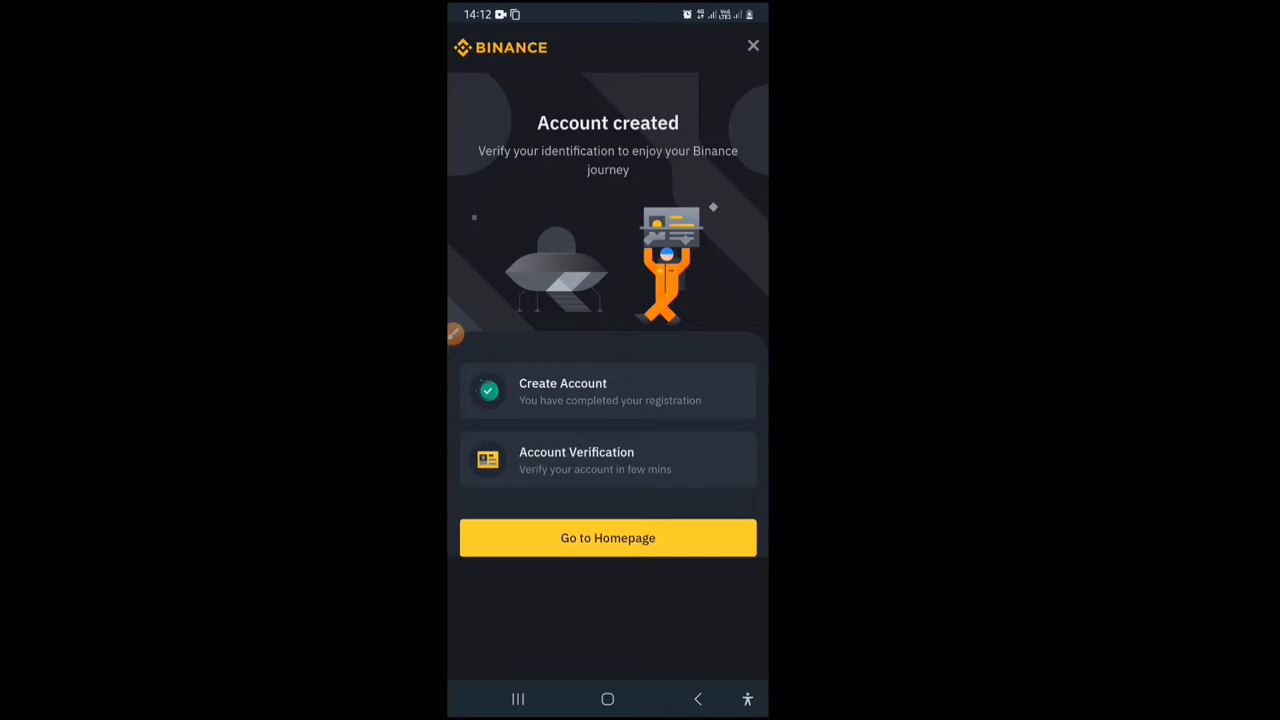 14:12
BINANCE
Account created
Verify your identification to enjoy your Binance
journey
Create Account
You have completed your registration
Account Verification
Verify your account in few mins
Go to Homepage